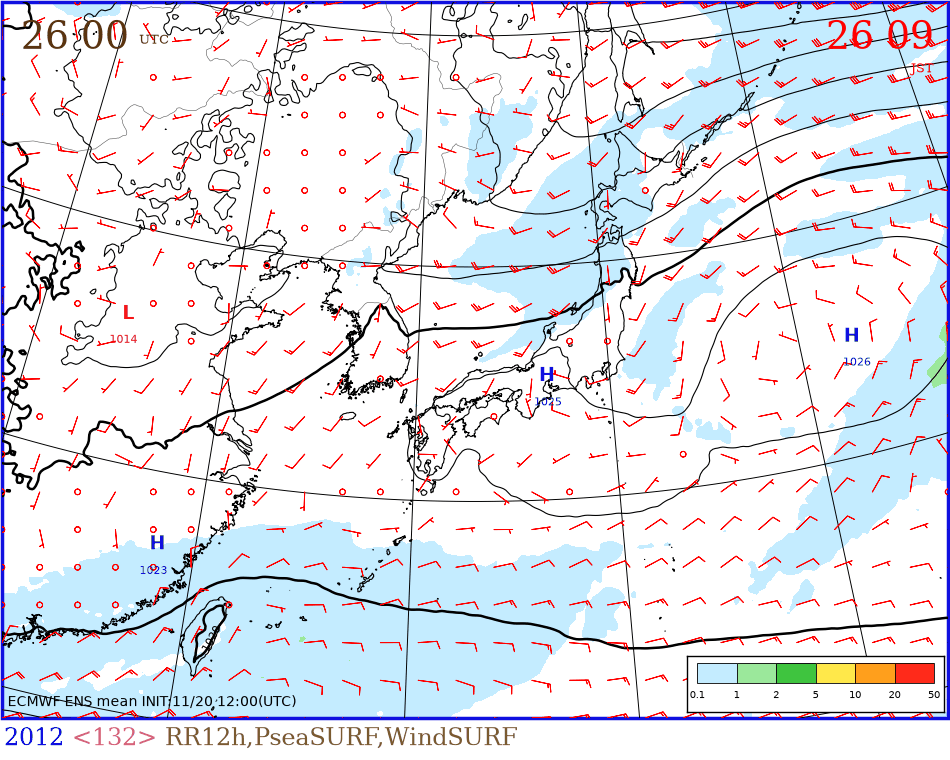 26 00 UTC
26 09
JST
L
1014
H
1026
H
1025
H
1023
ECMWF ENS mean INIT:11/20 12:00(UTC)
0.1 1 2 5 10 20 50
2012 <132> RR12h,PseaSURF,WindSURF